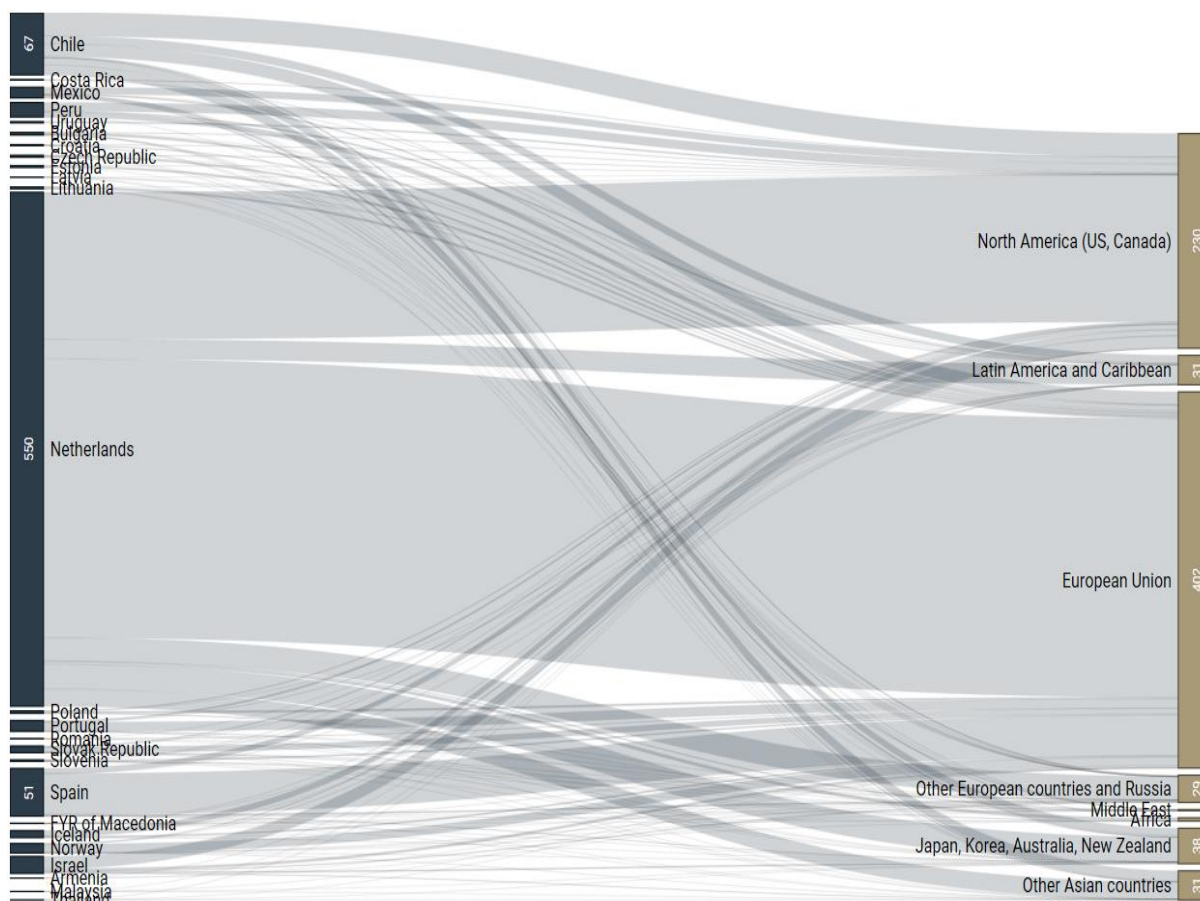 67
Chile
Costa Rica
Mexico
Peru
Uruguay
Bulgaria
Croatia
Czech Republic
Estonia
Latvia
Lithuania
550
Netherlands
Poland
Portugal
Romania
Slovak Republic
Slovenia
51
Spain
FYR of Macedonia
Iceland
Norway
Israel
Armenia
Malaysia
Thailand
North America (US, Canada)
230
Latin America and Caribbean
31
European Union
402
Other European countries and Russia
29
Middle East
Africa
Japan, Korea, Australia, New Zealand
38
Other Asian countries
31